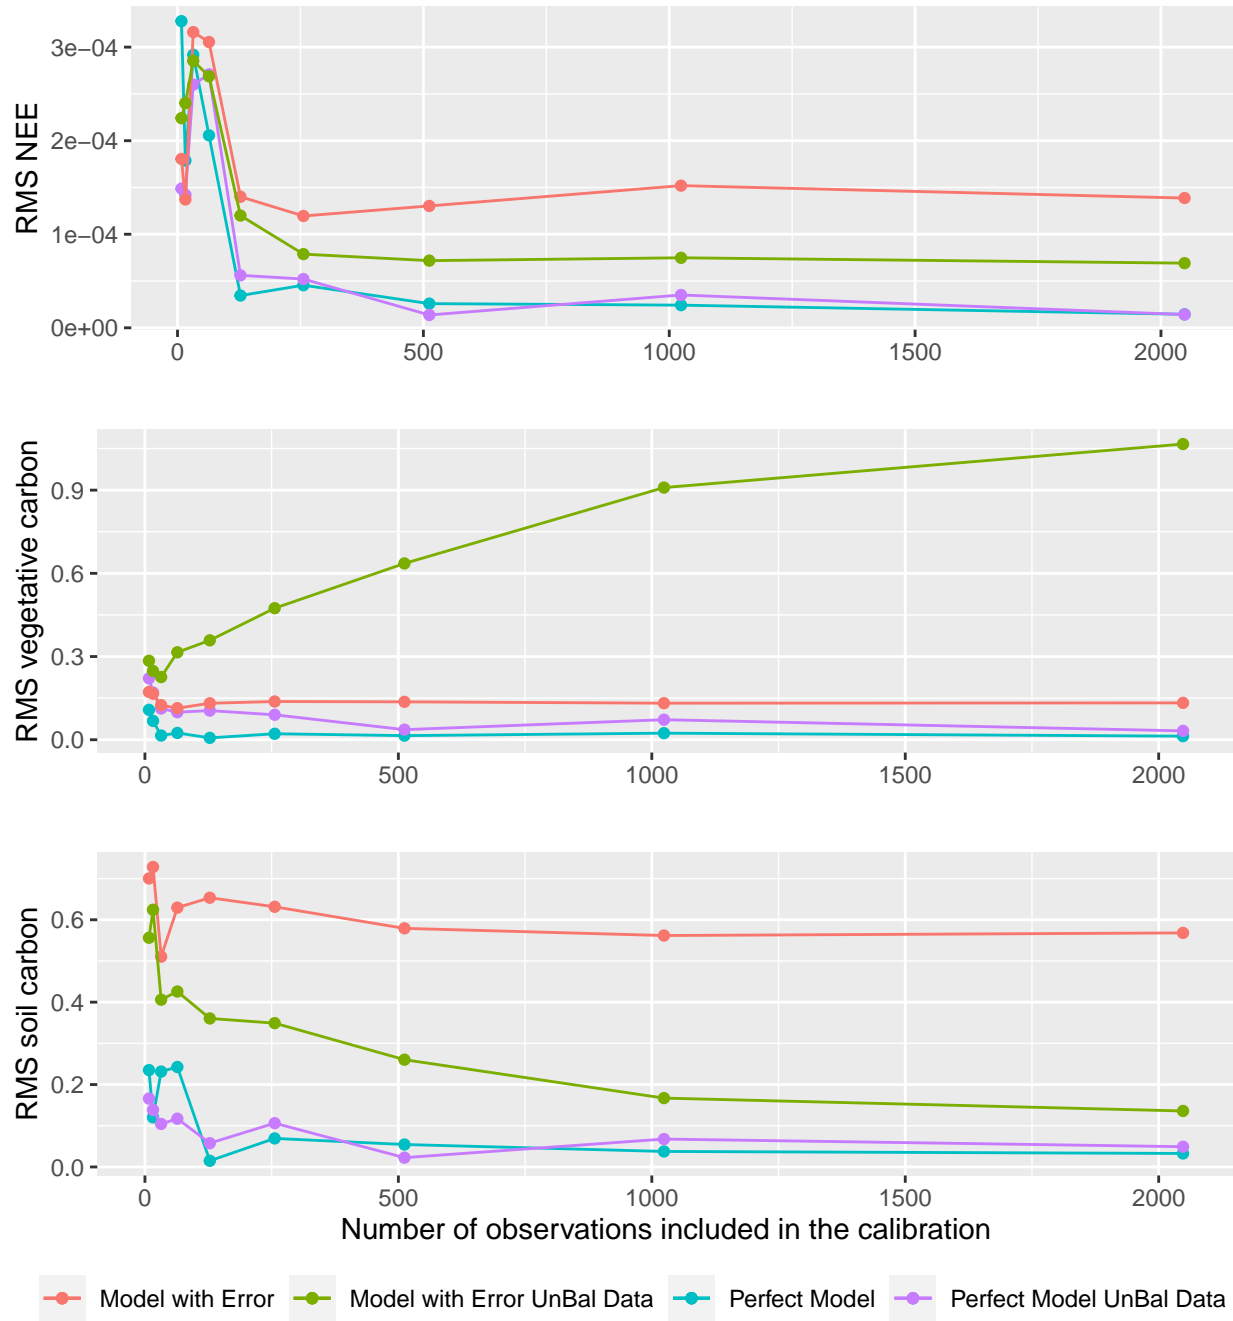 RMS NEE
3e−04
2e−04
1e−04
0e+00
0 500 1000 1500 2000
RMS vegetative carbon
0.9
0.6
0.3
0.0
0 500 1000 1500 2000
RMS soil carbon
0.6
0.4
0.2
0.0
0 500 1000 1500 2000
Number of observations included in the calibration
Model with Error Model with Error UnBal Data Perfect Model Perfect Model UnBal Data